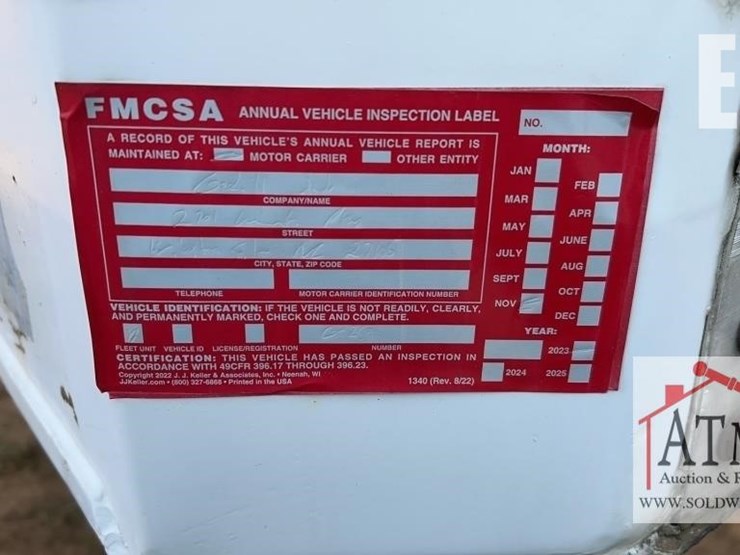 FMCSA ANNUAL VEHICLE INSPECTION LABEL
NO.
A RECORD OF THIS VEHICLE'S ANNUAL VEHICLE REPORT IS
MAINTAINED AT: MOTOR CARRIER OTHER ENTITY
COMPANY/NAME
STREET
CITY, STATE, ZIP CODE
TELEPHONE MOTOR CARRIER IDENTIFICATION NUMBER
MONTH:
JAN FEB
MAR APR
MAY JUNE
JULY AUG
SEPT OCT
NOV DEC
VEHICLE IDENTIFICATION: IF THE VEHICLE IS NOT READILY, CLEARLY,
AND PERMANENTLY MARKED, CHECK ONE AND COMPLETE.
FLEET UNIT VEHICLE ID LICENSE/REGISTRATION NUMBER
YEAR:
2023
2024 2025
CERTIFICATION: THIS VEHICLE HAS PASSED AN INSPECTION IN
ACCORDANCE WITH 49CFR 396.17 THROUGH 396.23.
Copyright 2022 J. J. Keller & Associates, Inc. • Neenah, WI
JJKeller.com • (800) 327-6868 • Printed in the USA
1340 (Rev. 8/22)
E
ATM
Auction & R
WWW.SOLDW